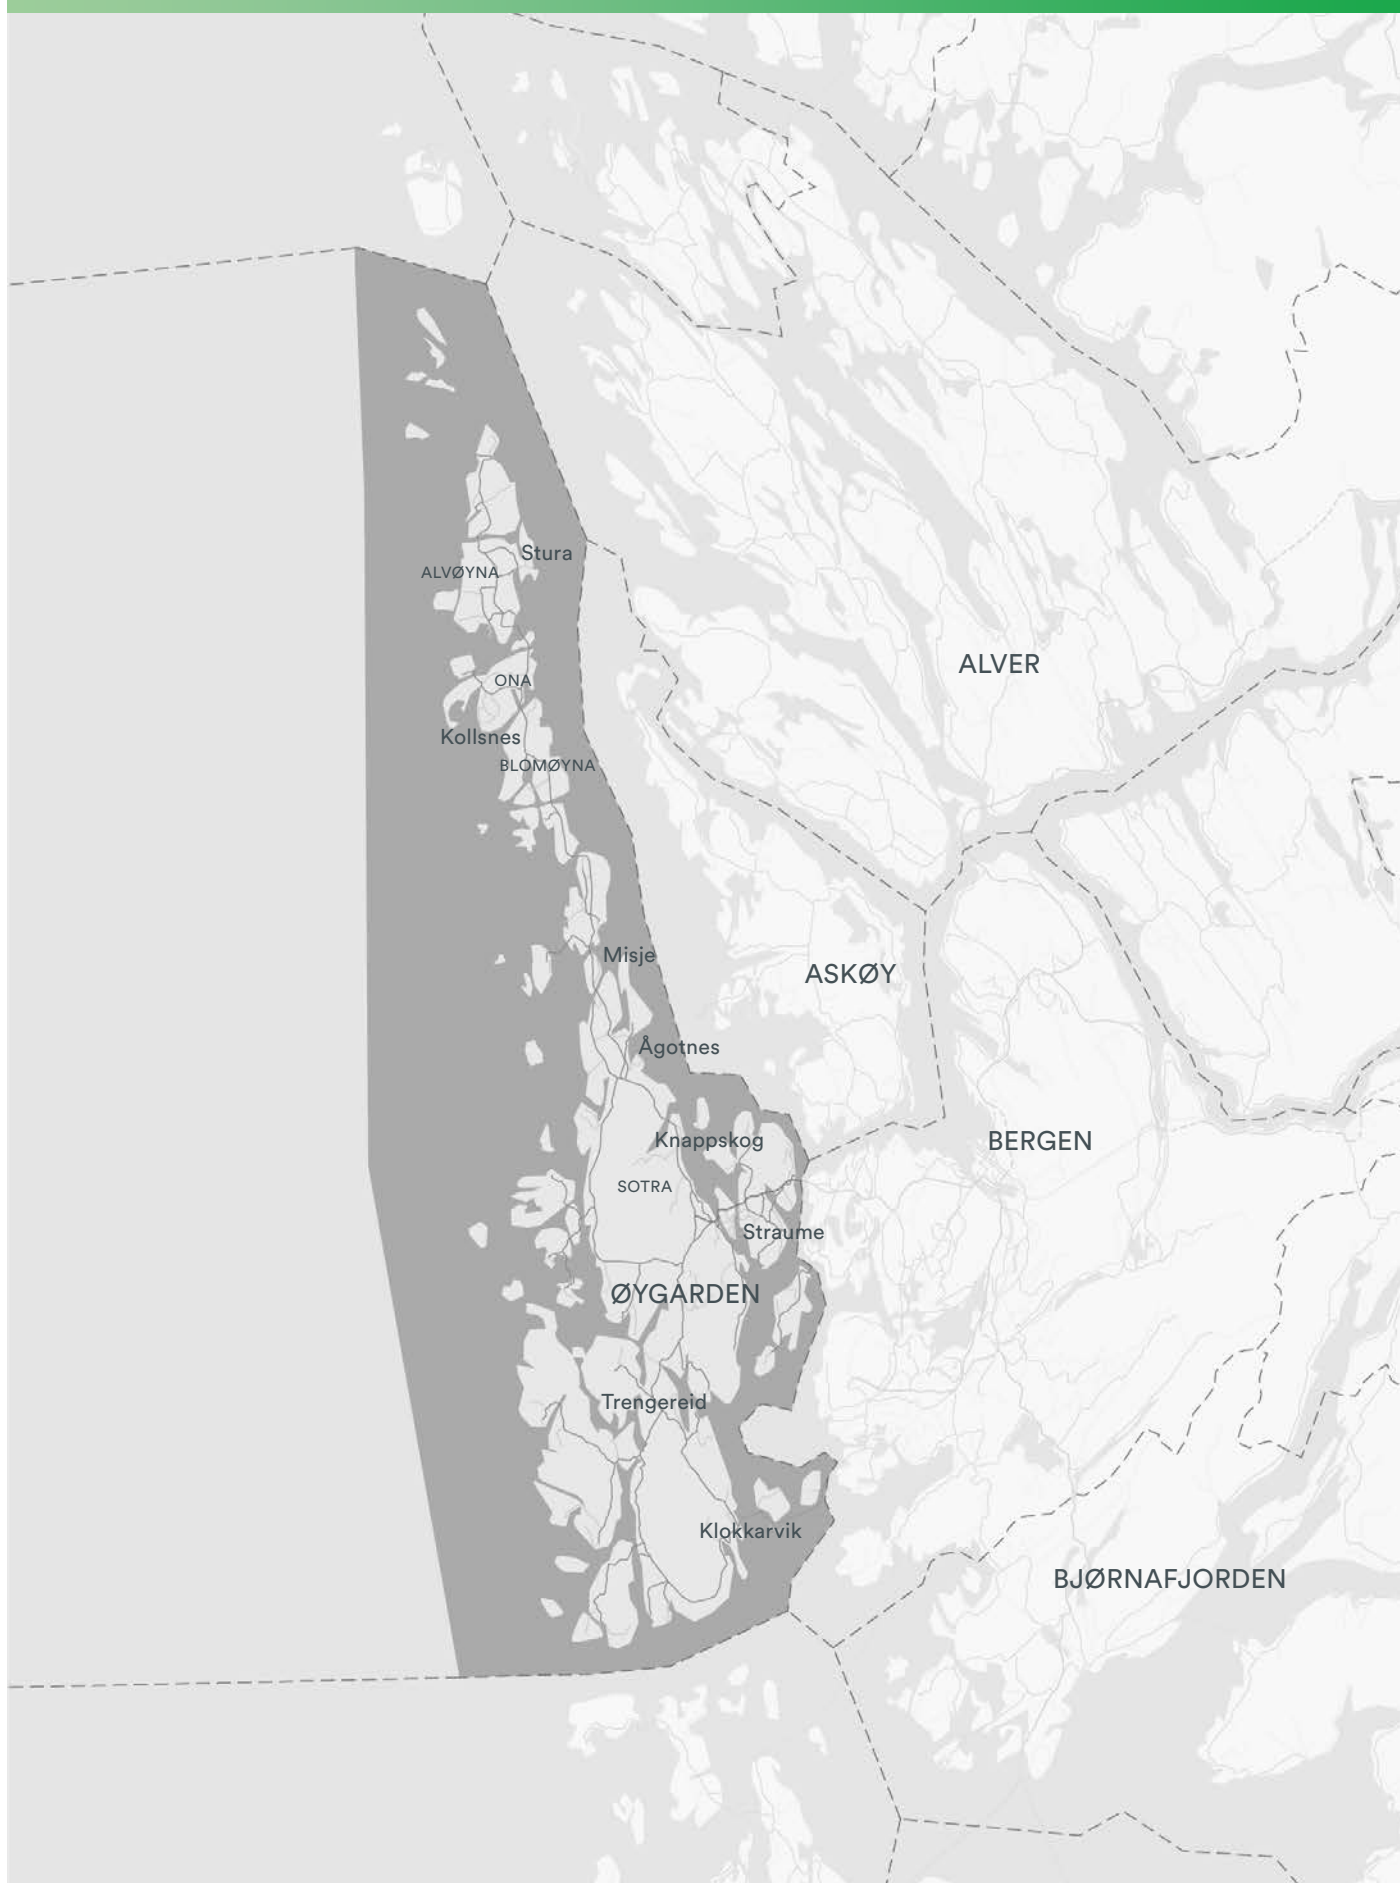 Stura
ALVØYNA
ALVER
ONA
Kollsnes
BLOMØYNA
Misje
ASKØY
Ågotnes
Knappskog
BERGEN
SOTRA
Straume
ØYGARDEN
Trengereid
Klokkarvik
BJØRNAFJORDEN